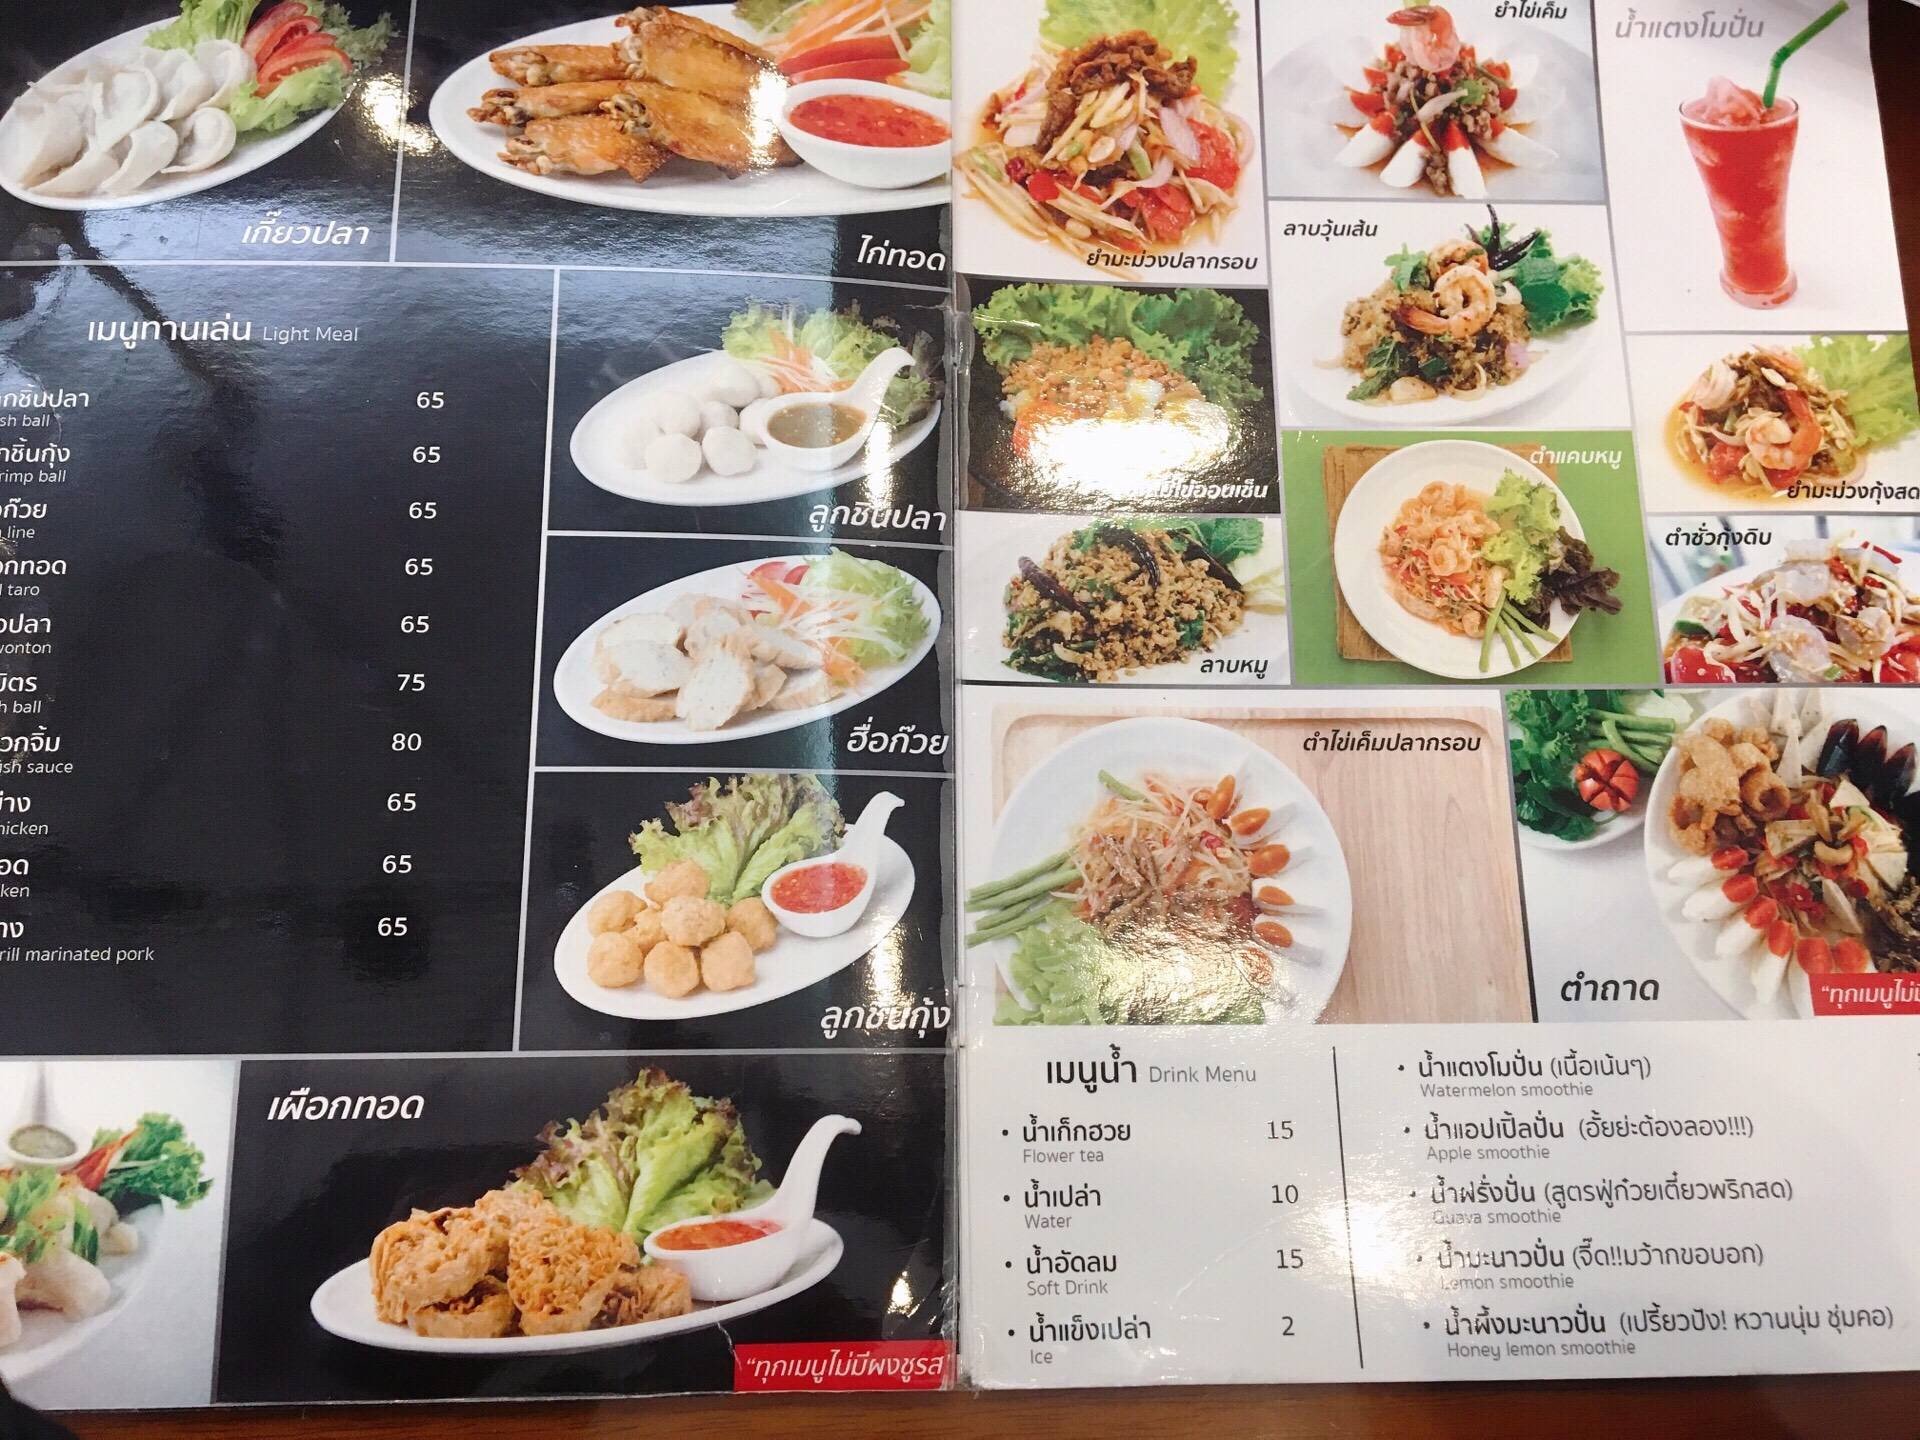 เกี๊ยวปลา
ไก่ทอด
เมนูทานเล่น Light Meal
กชิ้นปลา 65
sh ball
กชิ้นกุ้ง 65
rimp ball
ก๊วย 65
line
อกทอด 65
taro
วปลา 65
wonton
มิตร 75
h ball
วกจิ้ม 80
ish sauce
ย่าง 65
hicken
อด 65
ken
าง 65
rill marinated pork
ลูกชิ้นปลา
ฮื่อก๊วย
ลูกชิ้นกุ้ง
เผือกทอด
“ทุกเมนูไม่มีผงชูรส
ยำมะม่วงปลากรอบ
ยำไข่เค็ม
น้ำแตงโมปั่น
ลาบวุ้นเส้น
ตำแคบหมู
ยำมะม่วงกุ้งสด
ลาบหมู
ตำซั่วกุ้งดิบ
ตำไข่เค็มปลากรอบ
ตำถาด
“ทุกเมนูไม่มี
เมนูน้ำ Drink Menu
• น้ำเก็กฮวย 15
Flower tea
• น้ำเปล่า 10
Water
• น้ำอัดลม 15
Soft Drink
• น้ำแข็งเปล่า 2
Ice
• น้ำแตงโมปั่น (เนื้อเน้นๆ)
Watermelon smoothie
• น้ำแอปเปิ้ลปั่น (อั้ยย่ะต้องลอง!!!)
Apple smoothie
• น้ำฝรั่งปั่น (สูตรฟู่ก๋วยเตี๋ยวพริกสด)
Guava smoothie
• น้ำมะนาวปั่น (จี๊ด!!มว้ากขอบอก)
Lemon smoothie
• น้ำผึ้งมะนาวปั่น (เปรี้ยวปัง! หวานนุ่ม ชุ่มคอ)
Honey lemon smoothie